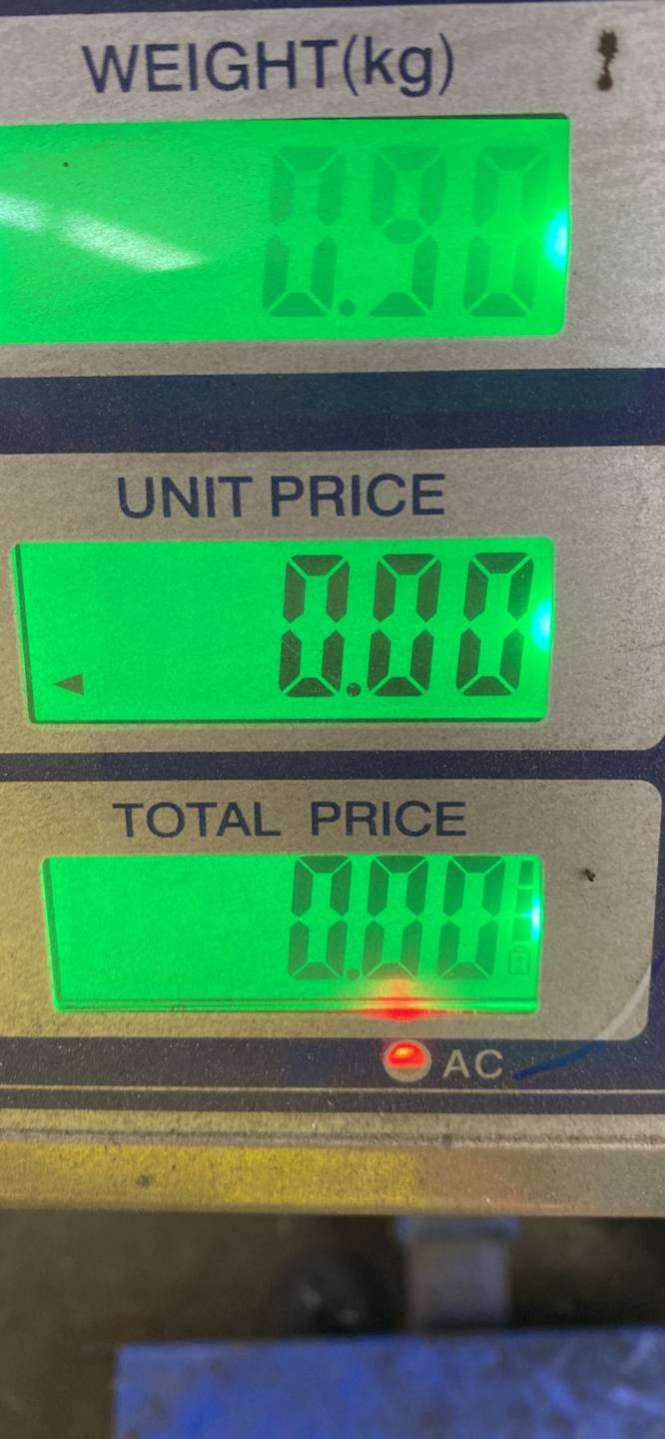 WEIGHT(kg)
0.90
UNIT PRICE
0.00
TOTAL PRICE
0.00
AC